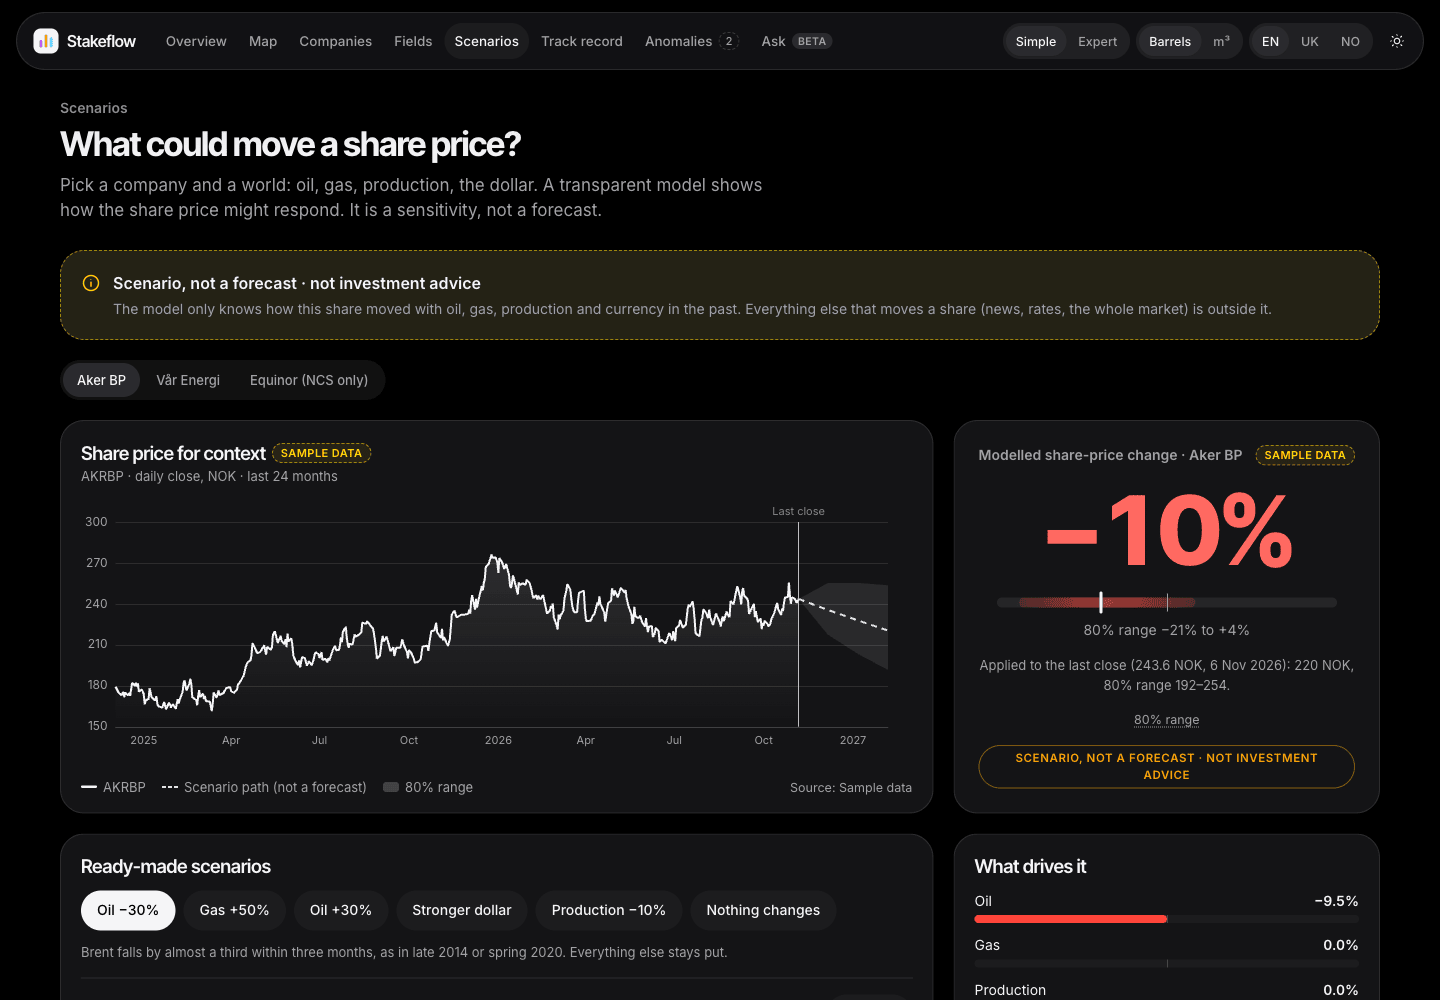 Stakeflow
Overview
Map
Companies
Fields
Scenarios
Track record
Anomalies 2
Ask BETA
Simple Expert
Barrels m³
EN UK NO
Scenarios
What could move a share price?
Pick a company and a world: oil, gas, production, the dollar. A transparent model shows
how the share price might respond. It is a sensitivity, not a forecast.
Scenario, not a forecast · not investment advice
The model only knows how this share moved with oil, gas, production and currency in the past. Everything else that moves a share (news, rates, the whole market) is outside it.
Aker BP
Vår Energi
Equinor (NCS only)
Share price for context SAMPLE DATA
AKRBP · daily close, NOK · last 24 months
Last close
300
270
240
210
180
150
2025 Apr Jul Oct 2026 Apr Jul Oct 2027
AKRBP
Scenario path (not a forecast)
80% range
Source: Sample data
Modelled share-price change · Aker BP SAMPLE DATA
−10%
80% range −21% to +4%
Applied to the last close (243.6 NOK, 6 Nov 2026): 220 NOK,
80% range 192–254.
80% range
SCENARIO, NOT A FORECAST · NOT INVESTMENT
ADVICE
Ready-made scenarios
Oil −30%
Gas +50%
Oil +30%
Stronger dollar
Production −10%
Nothing changes
Brent falls by almost a third within three months, as in late 2014 or spring 2020. Everything else stays put.
What drives it
Oil −9.5%
Gas 0.0%
Production 0.0%